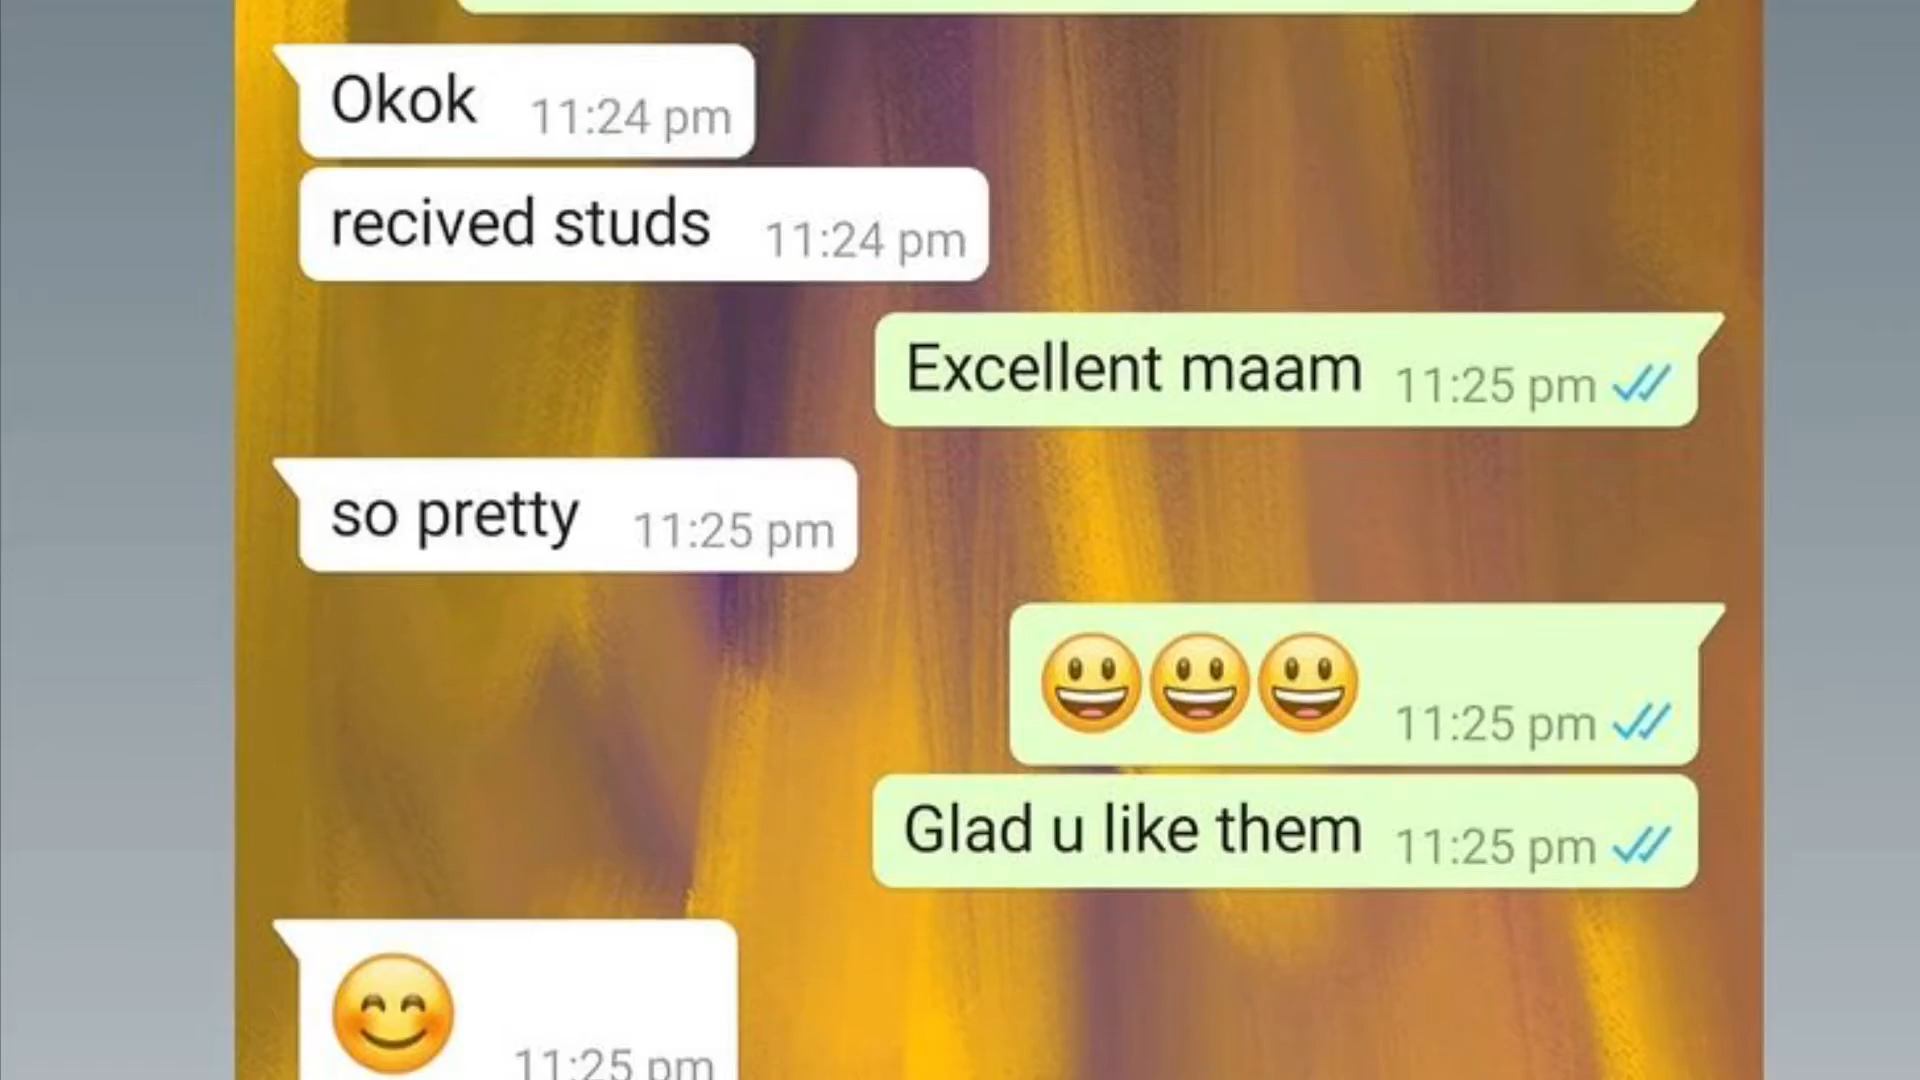 Okok 11:24 pm
recived studs 11:24 pm
Excellent maam 11:25 pm
so pretty 11:25 pm
😃😃😃 11:25 pm
Glad u like them 11:25 pm
😊 11:25 pm